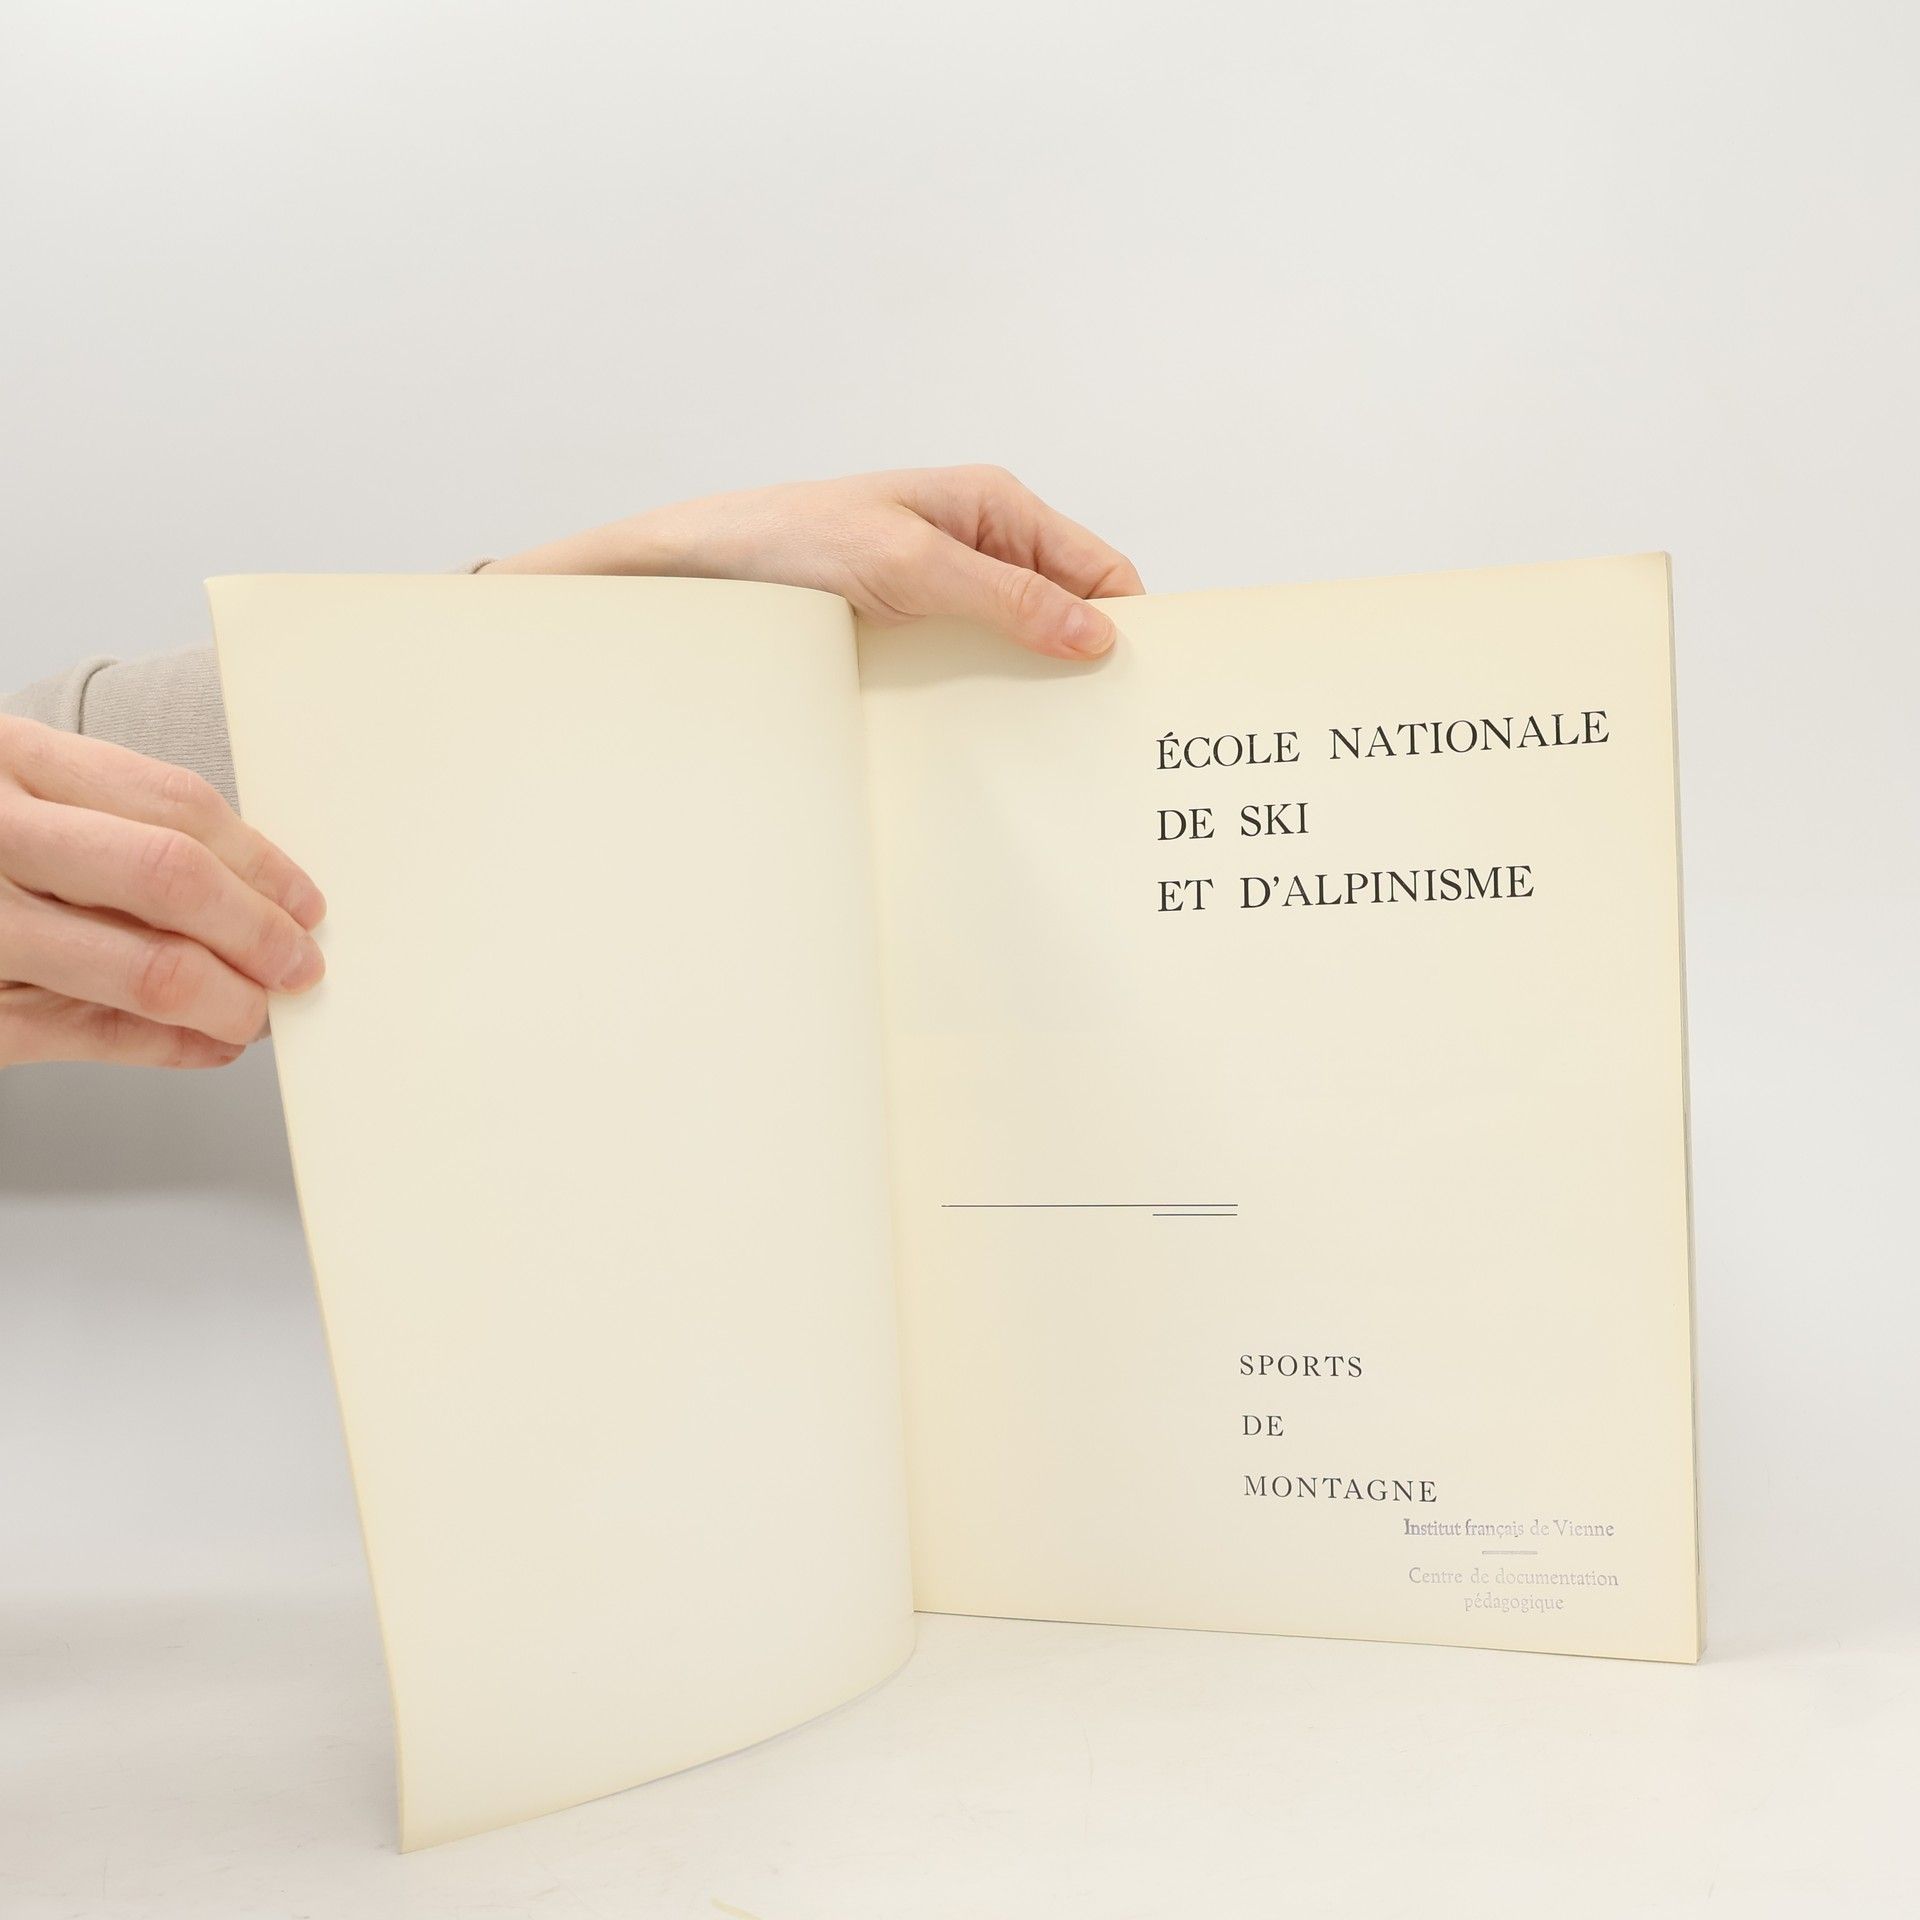 ÉCOLE NATIONALE
DE SKI
ET D'ALPINISME
SPORTS
DE
MONTAGNE
Institut français de Vienne
Centre de documentation
pédagogique